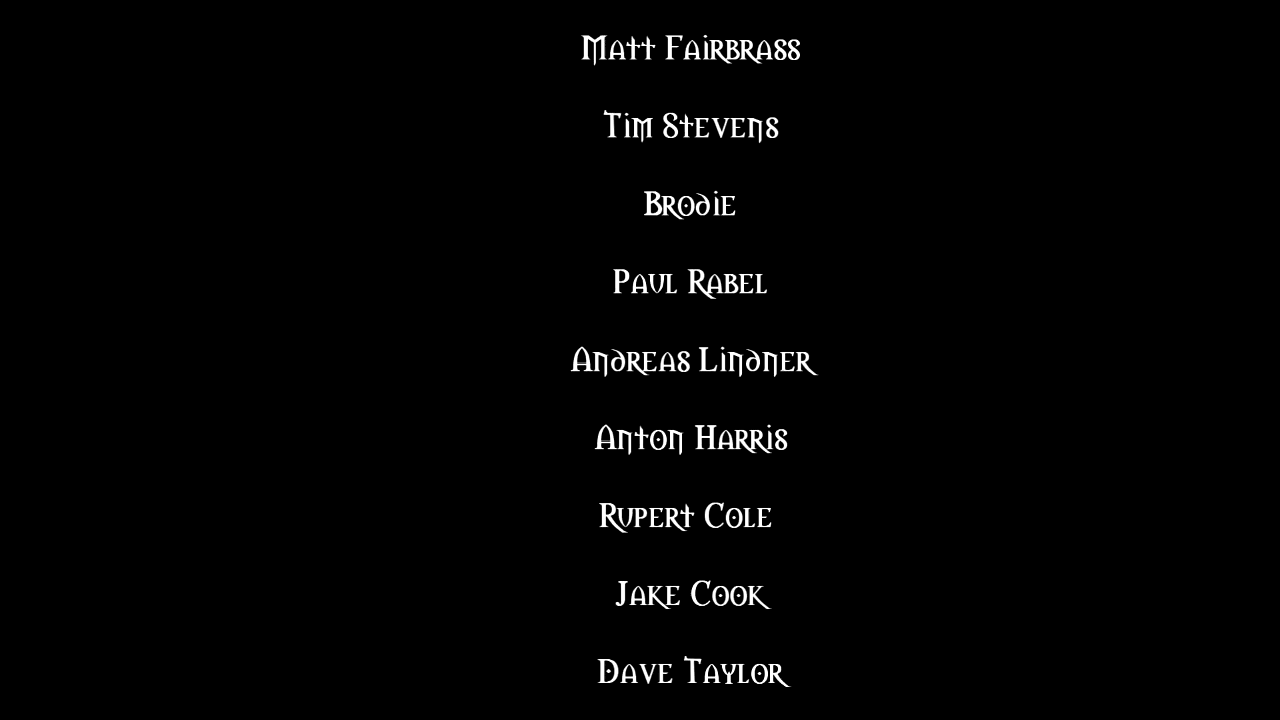 Matt Fairbrass
Tim Stevens
Brodie
Paul Rabel
Andreas Lindner
Anton Harris
Rupert Cole
Jake Cook
Dave Taylor